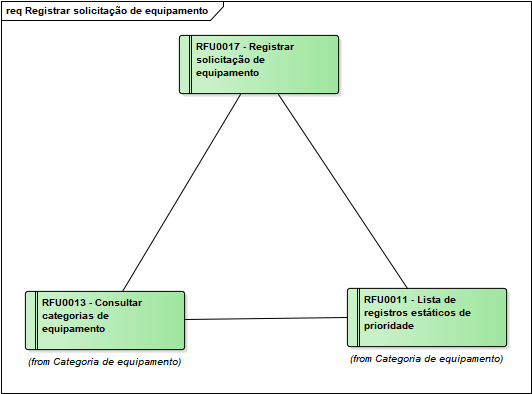 req Registrar solicitação de equipamento
RFU0017 - Registrar
solicitação de
equipamento
RFU0013 - Consultar
categorias de
equipamento
(from Categoria de equipamento)
RFU0011 - Lista de
registros estáticos de
prioridade
(from Categoria de equipamento)